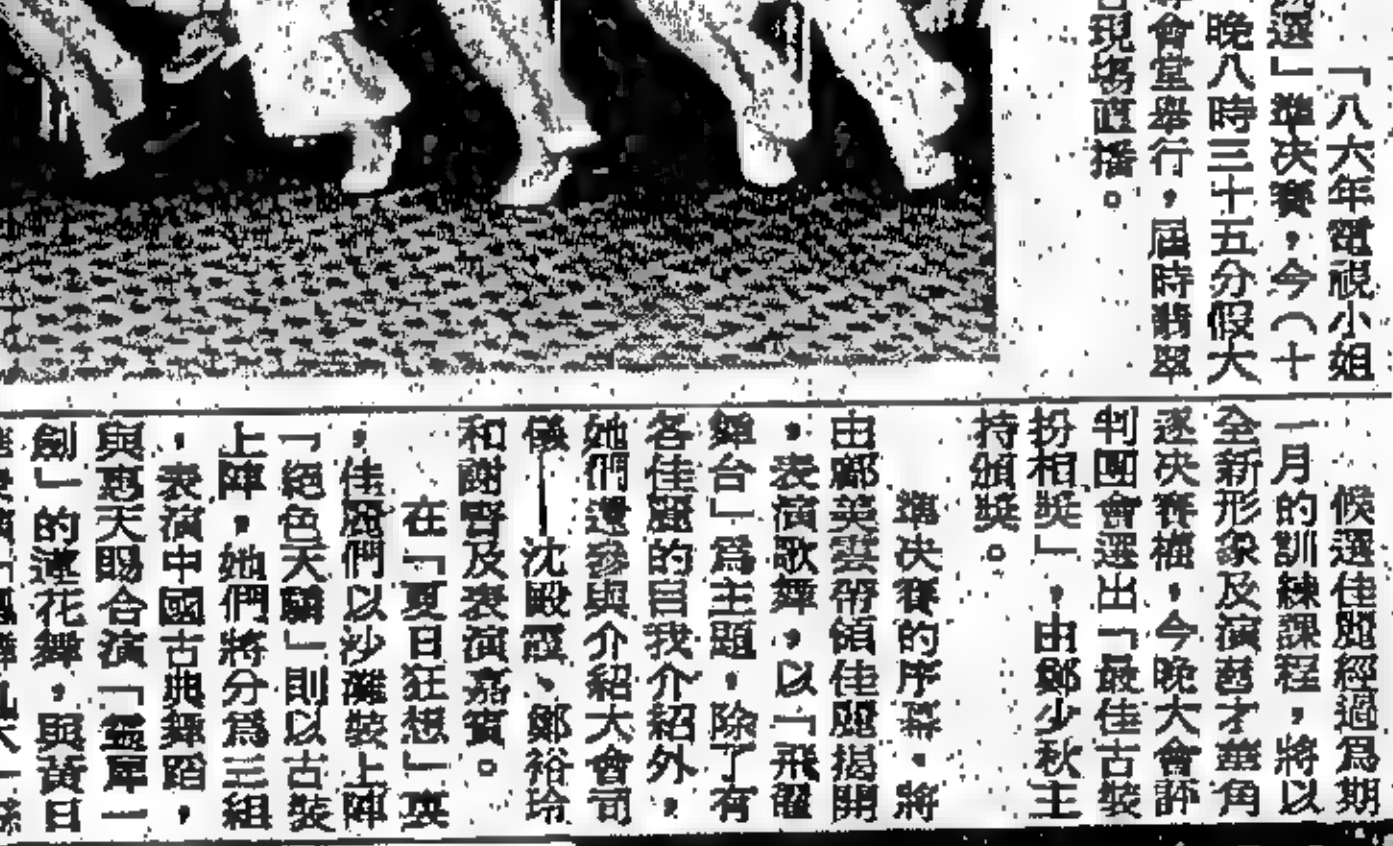 「八六年電視小姐
選」準決賽，今（十
晚八時三十五分假大
會堂舉行，屆時翡翠
現場直播。
候選佳麗經過為期
一月的訓練課程，將以
全新形象及演藝才華角
逐決賽權，今晚大會評
判團會選出「最佳古裝
扮相獎」，由鄭少秋主
持頒獎。
準決賽的序幕，將
由鄺美雲帶領佳麗揭開
，表演歌舞，以「飛躍
舞台」為主題，除了有
各佳麗的自我介紹外，
她們還參與介紹大會司
儀——沈殿霞、鄭裕玲
和謝賢及表演嘉賓。
在「夏日狂想」裏
，佳麗們以沙灘裝上陣
「絕色天驕」則以古裝
上陣，她們將分為三組
，表演中國古典舞蹈，
與惠天賜合演「一
劍」的蓮花舞，與黃日